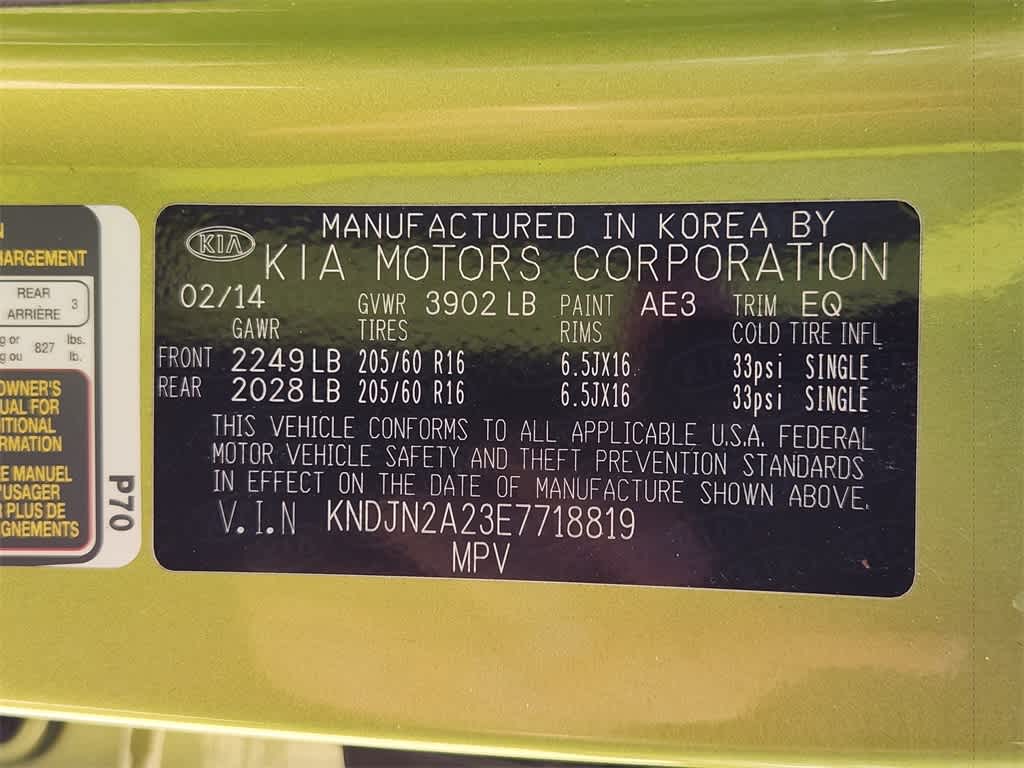 N
HARGEMENT
REAR
ARRIÈRE 3
g or 827 lbs.
g ou lb.
OWNER'S
UAL FOR
ITIONAL
RMATION
E MANUEL
'USAGER
R PLUS DE
GNEMENTS
P70
MANUFACTURED IN KOREA BY
KIA KIA MOTORS CORPORATION
02/14 GVWR 3902 LB PAINT AE3 TRIM EQ
GAWR TIRES RIMS COLD TIRE INFL
FRONT 2249 LB 205/60 R16 6.5JX16 33psi SINGLE
REAR 2028 LB 205/60 R16 6.5JX16 33psi SINGLE
THIS VEHICLE CONFORMS TO ALL APPLICABLE U.S.A. FEDERAL
MOTOR VEHICLE SAFETY AND THEFT PREVENTION STANDARDS
IN EFFECT ON THE DATE OF MANUFACTURE SHOWN ABOVE.
V.I.N KNDJN2A23E7718819
MPV